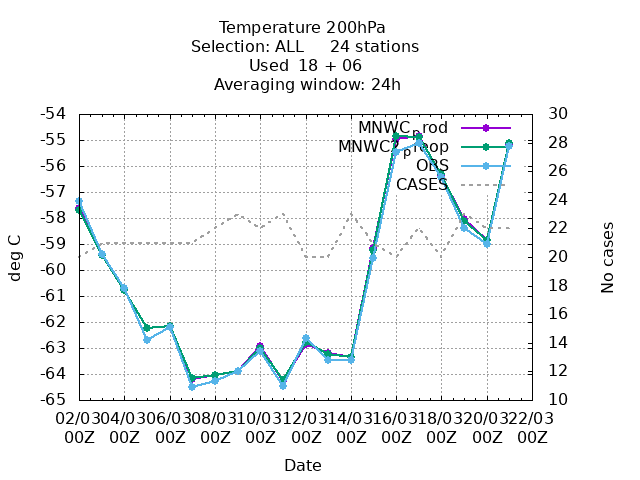 Temperature 200hPa
Selection: ALL 24 stations
Used 18 + 06
Averaging window: 24h
-54
-55
-56
-57
-58
-59
-60
-61
-62
-63
-64
-65
30
28
26
24
22
20
18
16
14
12
10
MNWC_prod
MNWC2_preop
OBS
CASES
deg C
No cases
02/03 04/03 06/03 08/03 10/03 12/03 14/03 16/03 18/03 20/03 22/03
00Z 00Z 00Z 00Z 00Z 00Z 00Z 00Z 00Z 00Z 00Z
Date